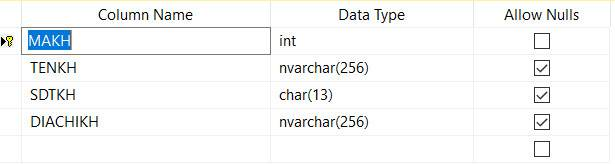 Column Name Data Type Allow Nulls
MAKH int
TENKH nvarchar(256)
SDTKH char(13)
DIACHIKH nvarchar(256)